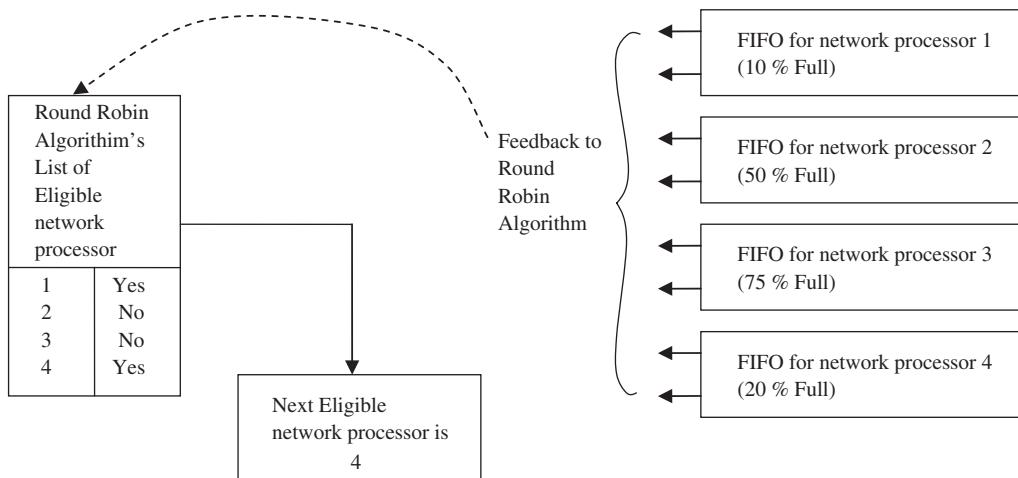 Round Robin
Algorithim's
List of
Eligible
network
processor
1 Yes
2 No
3 No
4 Yes
Next Eligible
network processor is
4
Feedback to
Round
Robin
Algorithm
FIFO for network processor 1
(10 % Full)
FIFO for network processor 2
(50 % Full)
FIFO for network processor 3
(75 % Full)
FIFO for network processor 4
(20 % Full)